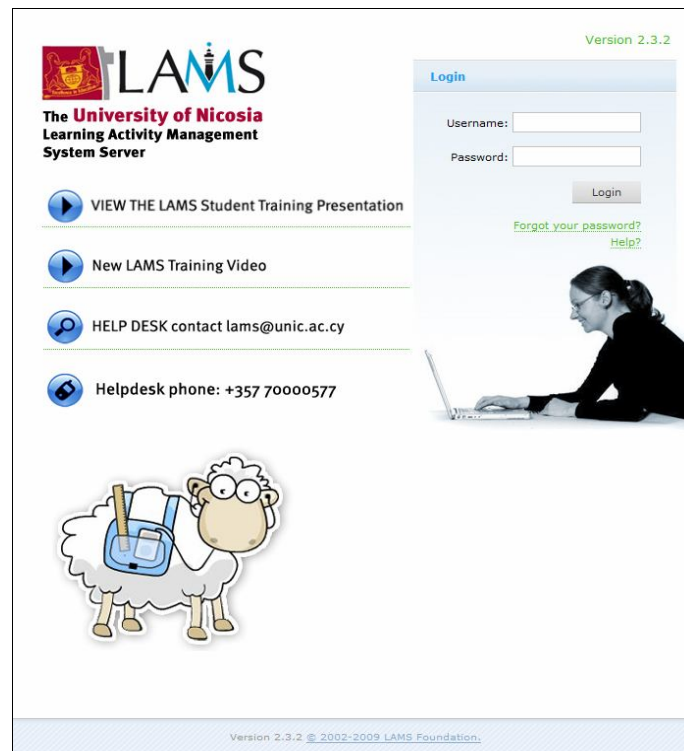 Version 2.3.2
LAMS
The University of Nicosia
Learning Activity Management
System Server
Login
Username:
Password:
Login
Forgot your password?
Help?
VIEW THE LAMS Student Training Presentation
New LAMS Training Video
HELP DESK contact lams@unic.ac.cy
Helpdesk phone: +357 70000577
Version 2.3.2 © 2002-2009 LAMS Foundation.